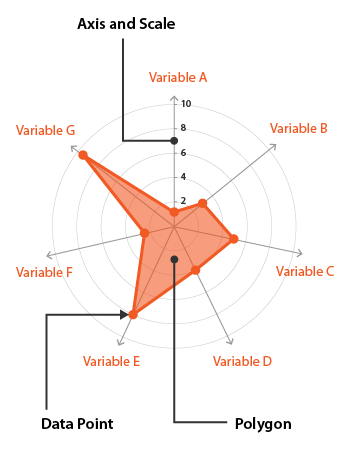 Axis and Scale
Variable A
10
8
6
4
2
Variable B
Variable G
Variable F
Variable C
Variable E
Variable D
Data Point
Polygon